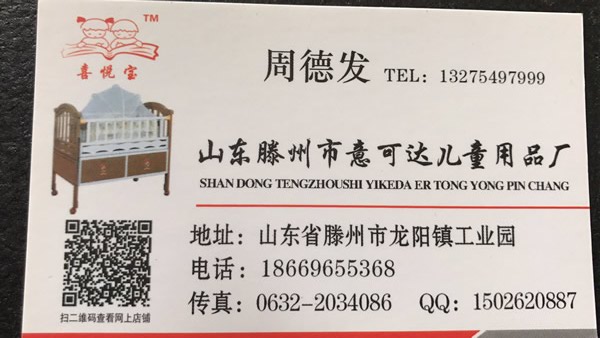 TM
喜悦宝
周德发 TEL：13275497999
山东滕州市意可达儿童用品厂
SHAN DONG TENGZHOUSHI YIKEDA ER TONG YONG PIN CHANG
地址：山东省滕州市龙阳镇工业园
电话：18669655368
传真：0632-2034086 QQ：1502620887
扫二维码查看网上店铺